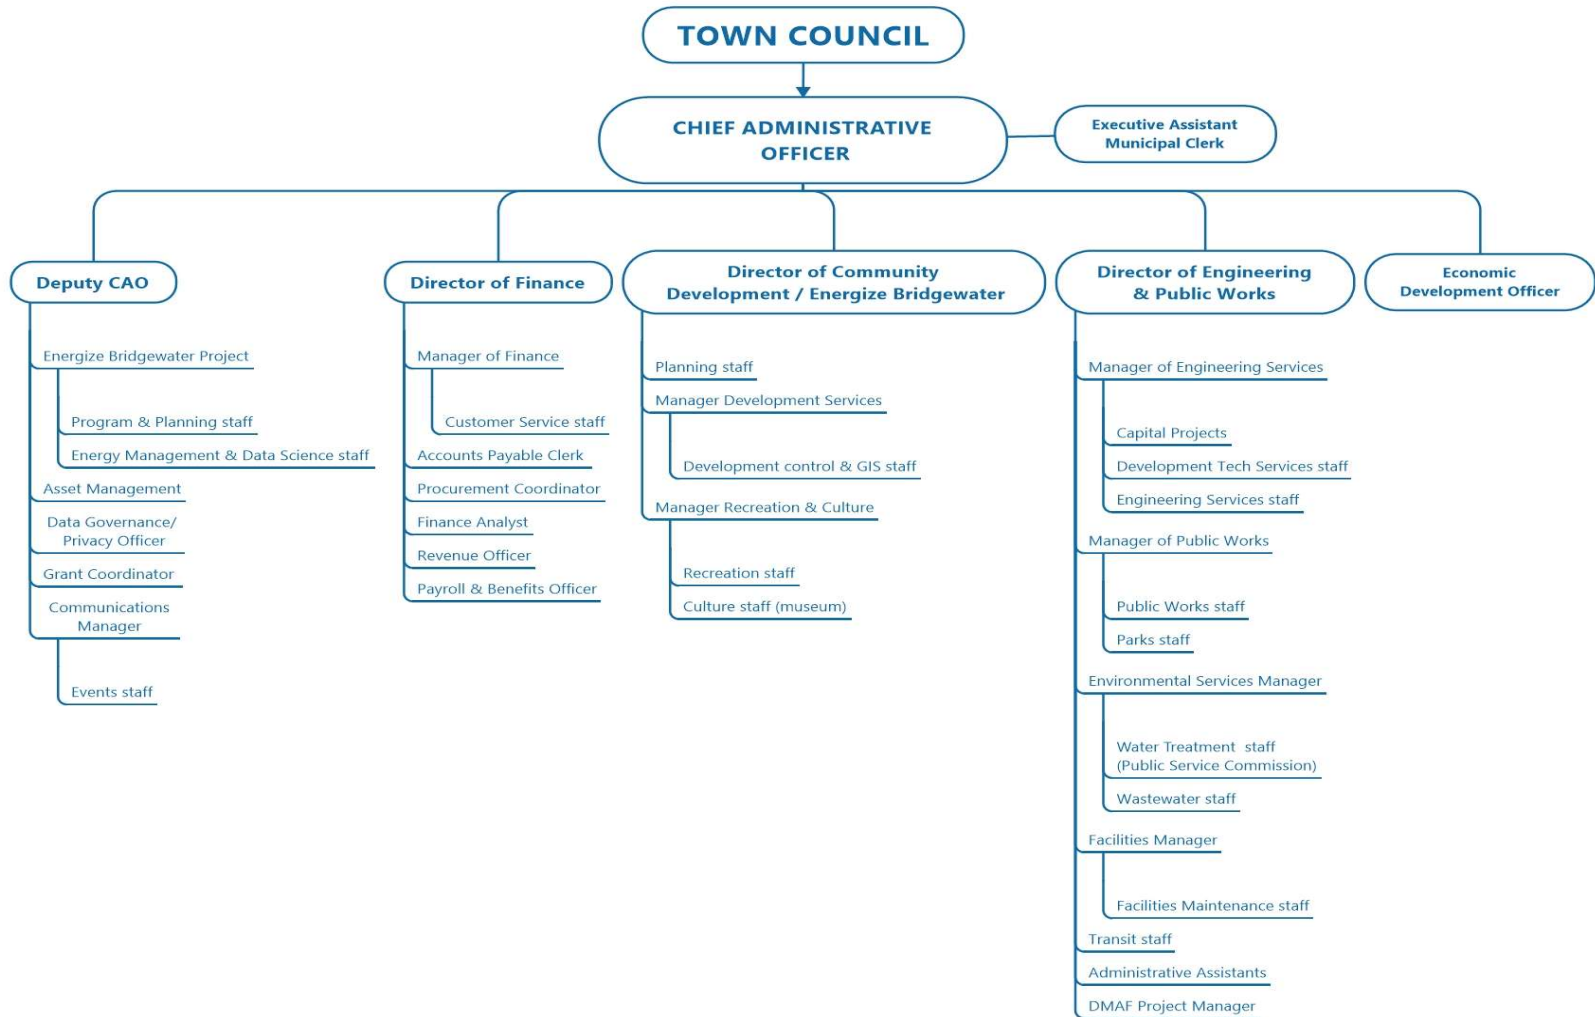 TOWN COUNCIL
CHIEF ADMINISTRATIVE
OFFICER
Executive Assistant
Municipal Clerk
Deputy CAO
Energize Bridgewater Project
Program & Planning staff
Energy Management & Data Science staff
Asset Management
Data Governance/
Privacy Officer
Grant Coordinator
Communications
Manager
Events staff
Director of Finance
Manager of Finance
Customer Service staff
Accounts Payable Clerk
Procurement Coordinator
Finance Analyst
Revenue Officer
Payroll & Benefits Officer
Director of Community
Development / Energize Bridgewater
Planning staff
Manager Development Services
Development control & GIS staff
Manager Recreation & Culture
Recreation staff
Culture staff (museum)
Director of Engineering
& Public Works
Manager of Engineering Services
Capital Projects
Development Tech Services staff
Engineering Services staff
Manager of Public Works
Public Works staff
Parks staff
Environmental Services Manager
Water Treatment  staff
(Public Service Commission)
Wastewater staff
Facilities Manager
Facilities Maintenance staff
Transit staff
Administrative Assistants
DMAF Project Manager
Economic
Development Officer